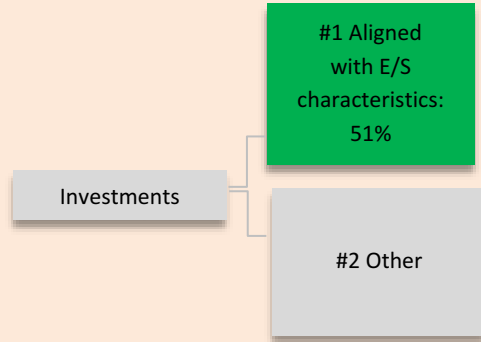 #1 Aligned
with E/S
characteristics:
51%
Investments
#2 Other